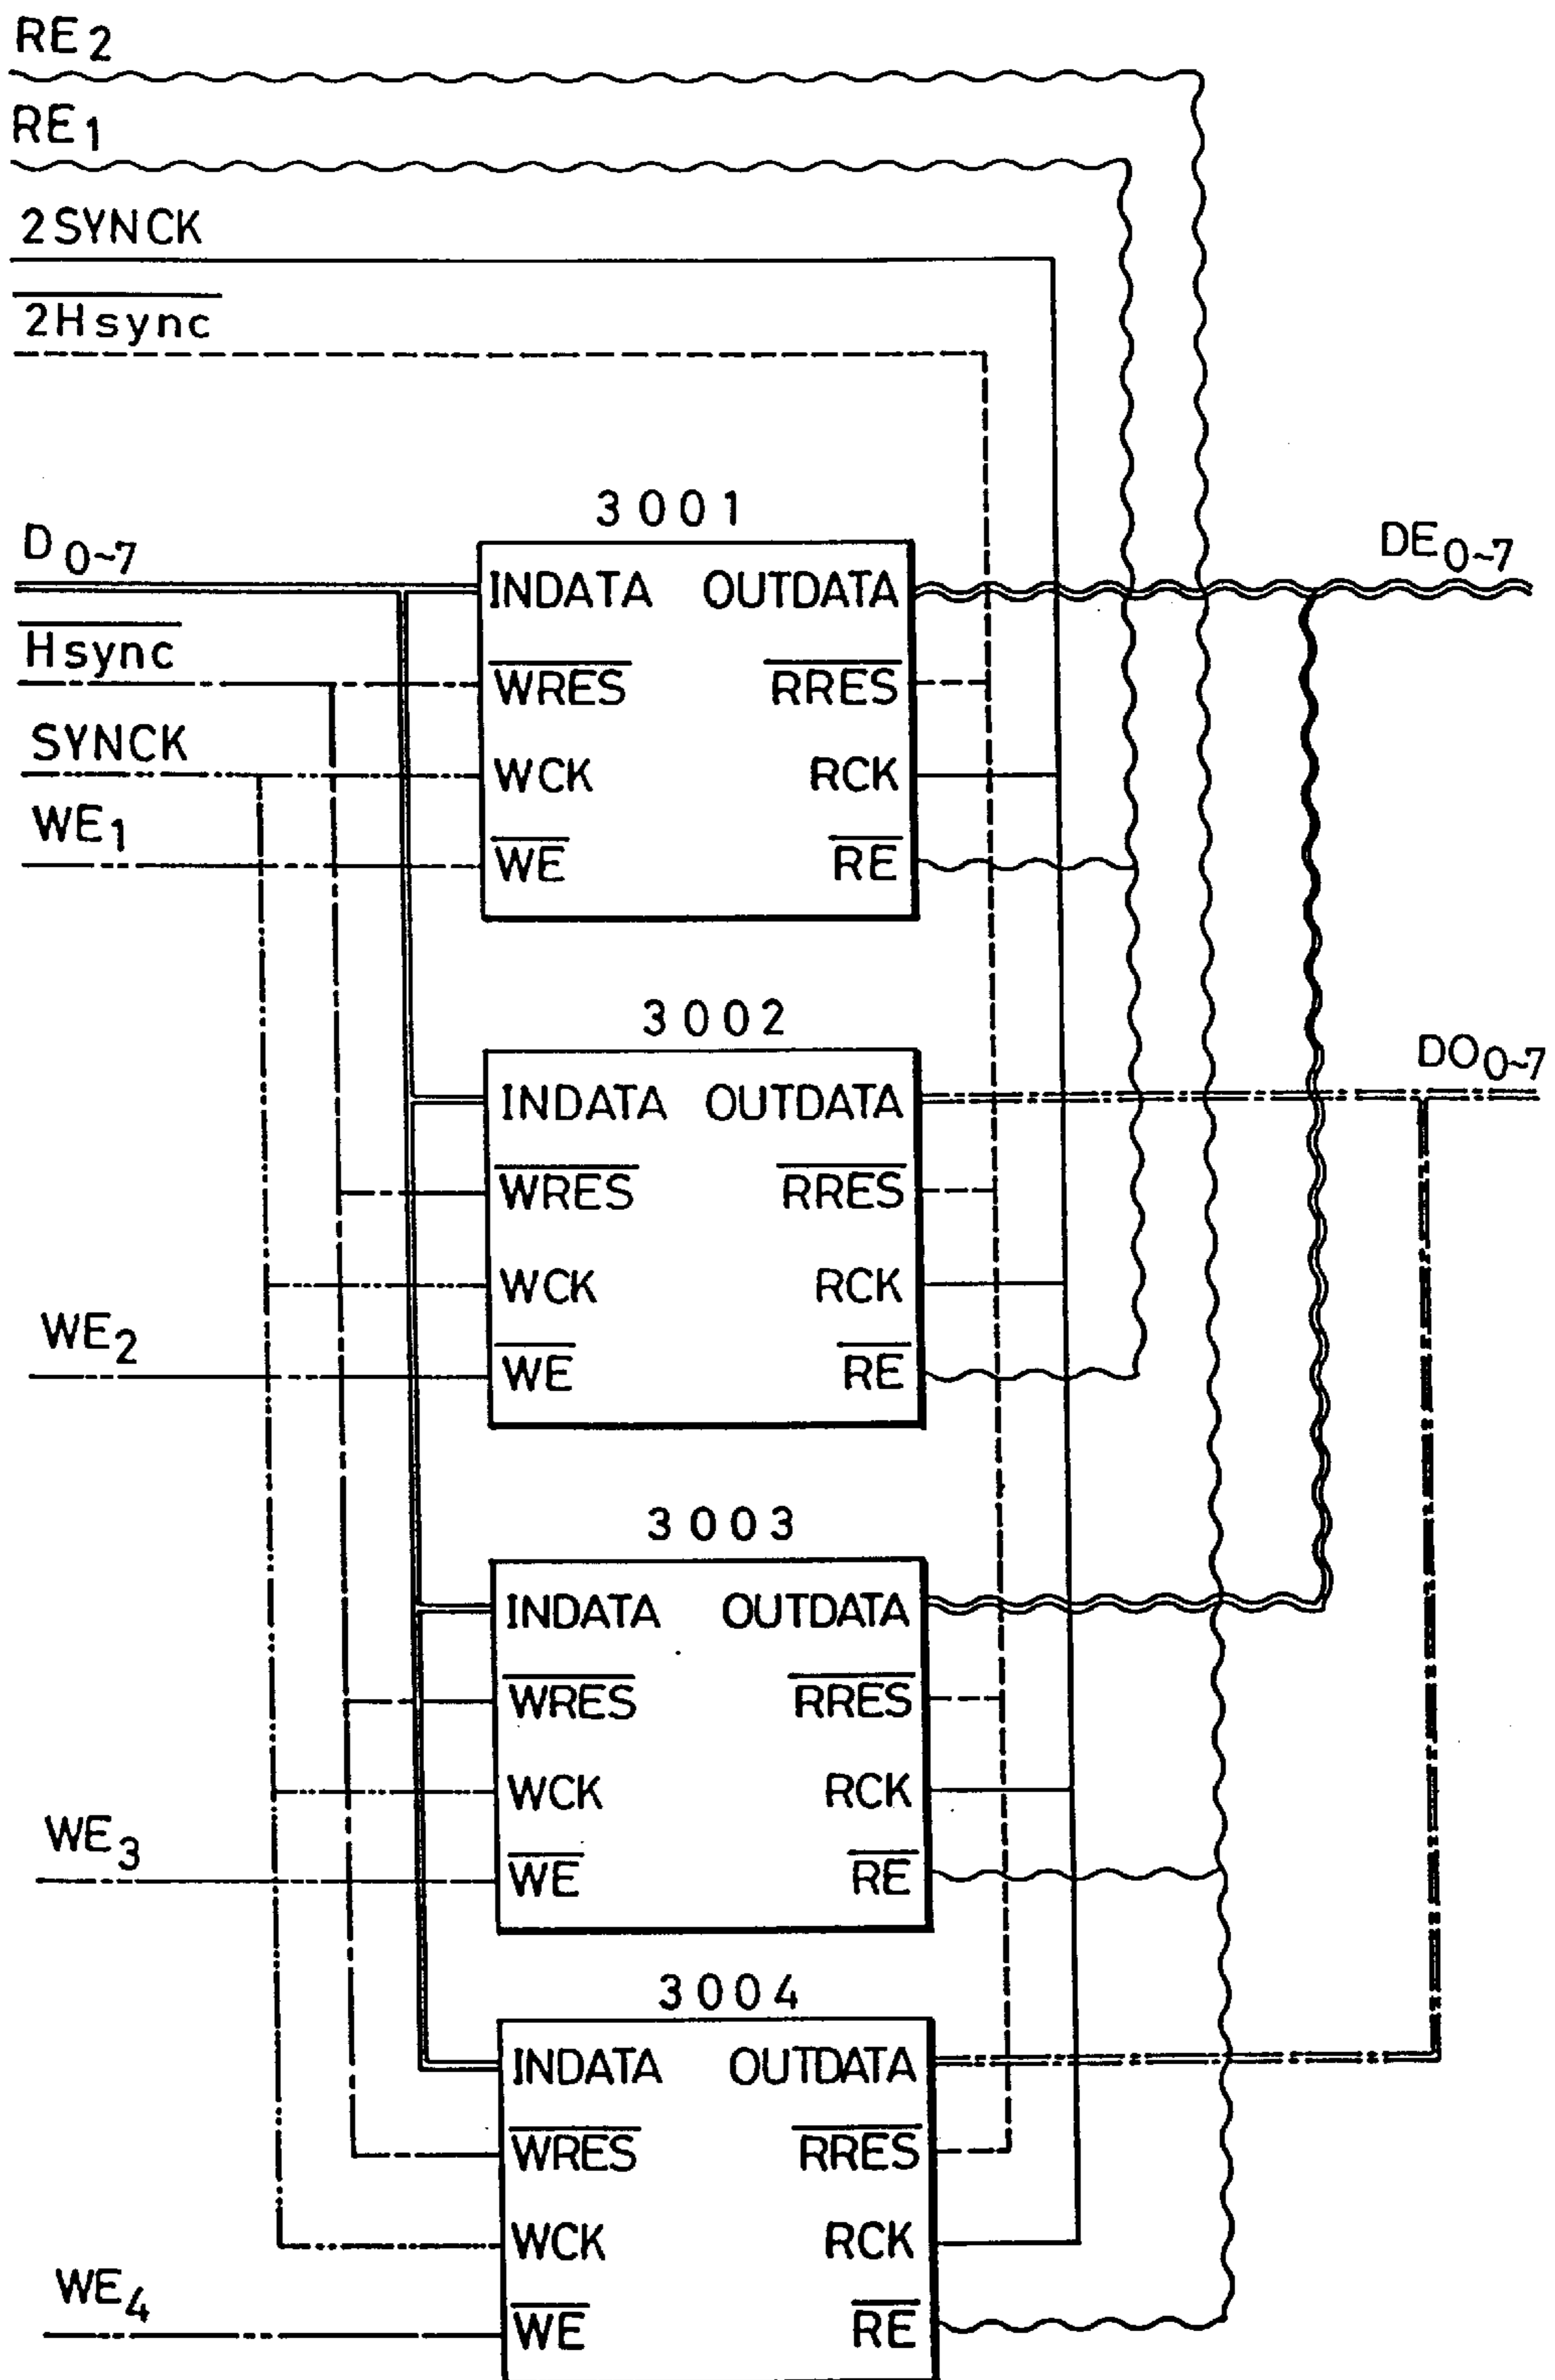 RE2
RE1
2SYNCK
2Hsync
3001
D0~7
DE0~7
INDATA OUTDATA
Hsync
WRES RRES
SYNCK
WCK RCK
WE1
WE RE
3002
DO0~7
INDATA OUTDATA
WRES RRES
WCK RCK
WE2
WE RE
3003
INDATA OUTDATA
WRES RRES
WCK RCK
WE3
WE RE
3004
INDATA OUTDATA
WRES RRES
WCK RCK
WE4
WE RE